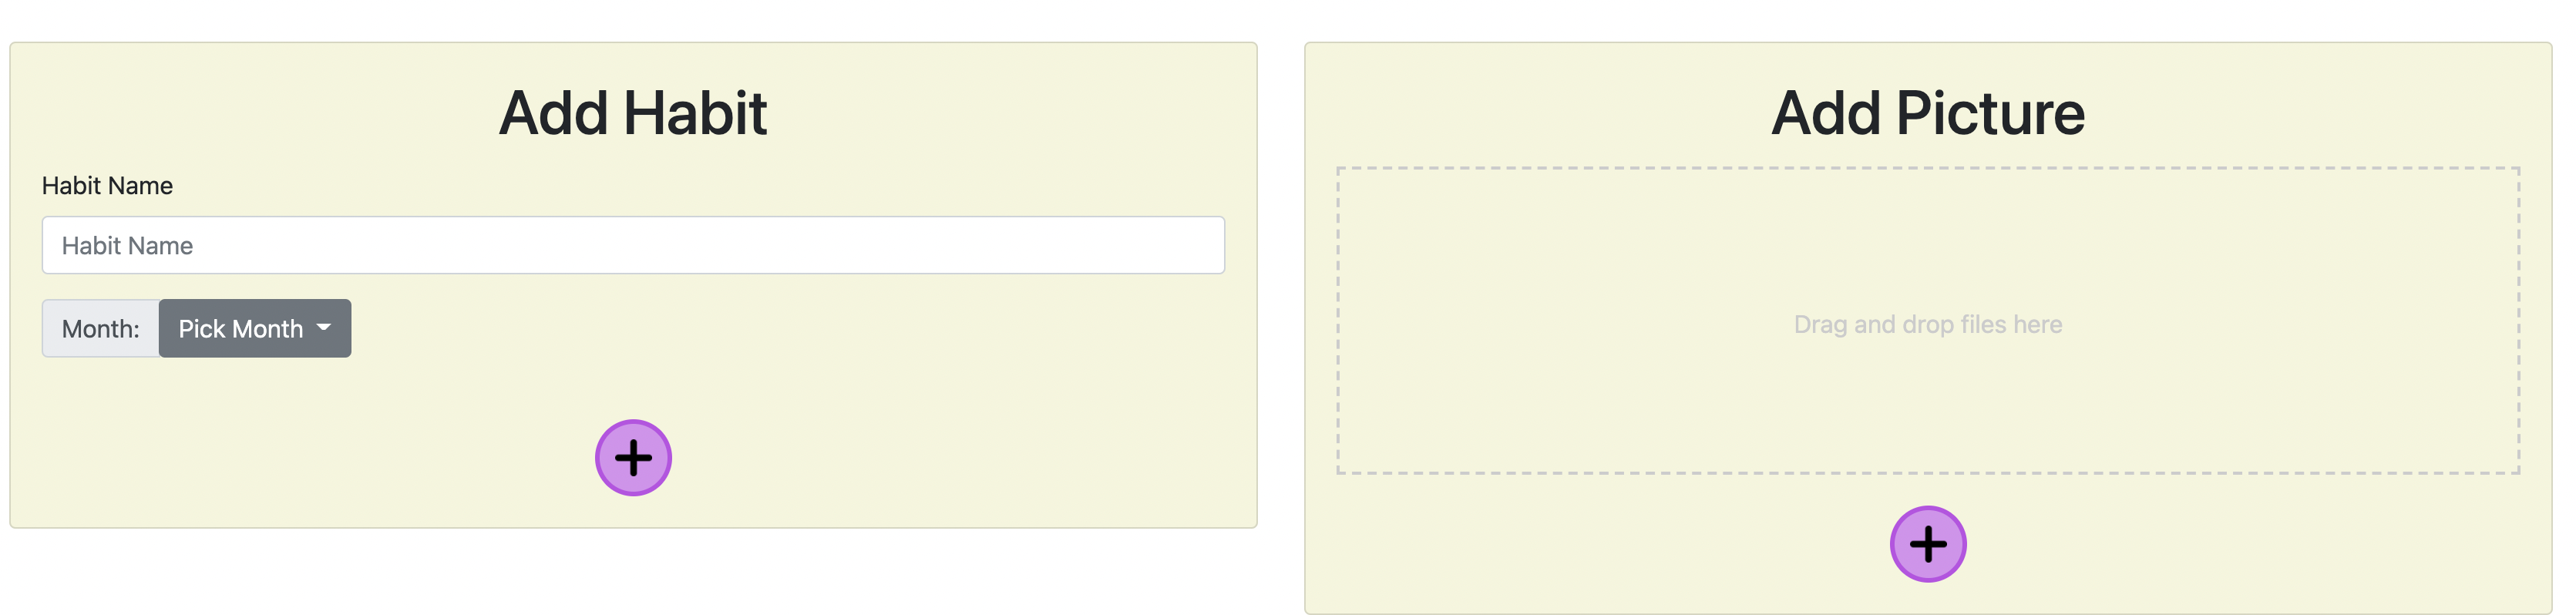 Add Habit
Habit Name
Habit Name
Month: Pick Month
Add Picture
Drag and drop files here